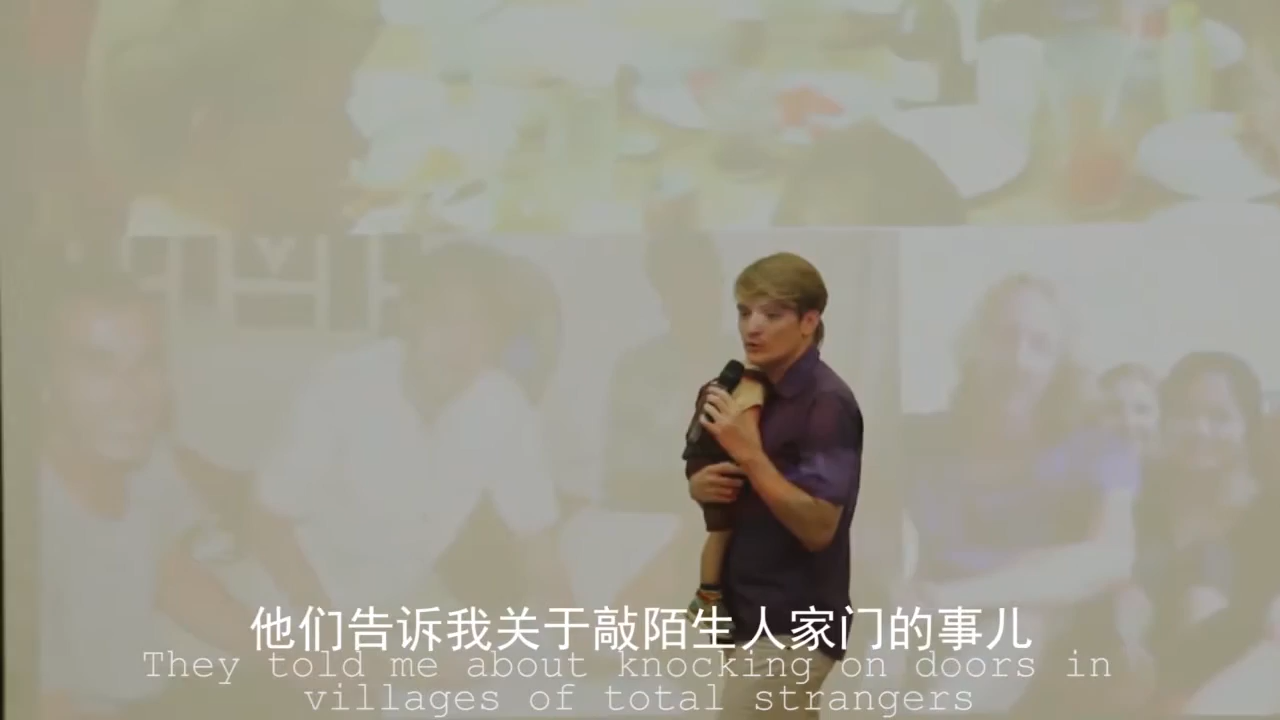 他们告诉我关于敲陌生人家门的事儿
They told me about knocking on doors in
villages of total strangers